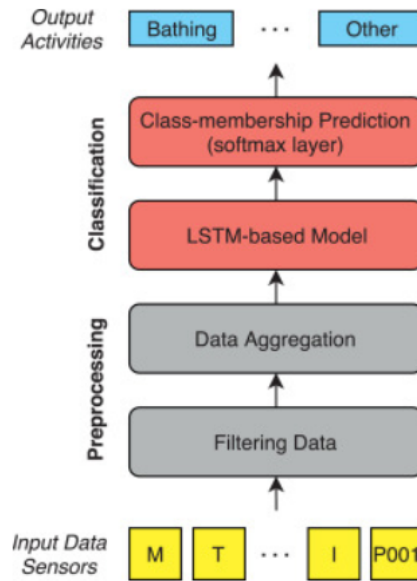 Output
Activities
Bathing ... Other
Classification
Class-membership Prediction
(softmax layer)
LSTM-based Model
Preprocessing
Data Aggregation
Filtering Data
Input Data
Sensors
M T ... I P001